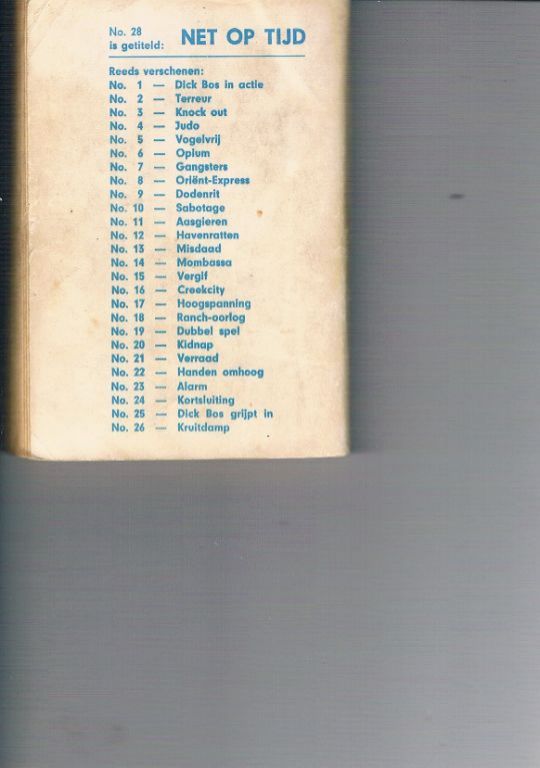 No. 28
is getiteld: NET OP TIJD
Reeds verschenen:
No. 1 — Dick Bos in actie
No. 2 — Terreur
No. 3 — Knock out
No. 4 — Judo
No. 5 — Vogelvrij
No. 6 — Opium
No. 7 — Gangsters
No. 8 — Oriënt-Express
No. 9 — Dodenrit
No. 10 — Sabotage
No. 11 — Aasgieren
No. 12 — Havenratten
No. 13 — Misdaad
No. 14 — Mombassa
No. 15 — Vergif
No. 16 — Creekcity
No. 17 — Hoogspanning
No. 18 — Ranch-oorlog
No. 19 — Dubbel spel
No. 20 — Kidnap
No. 21 — Verraad
No. 22 — Handen omhoog
No. 23 — Alarm
No. 24 — Kortsluiting
No. 25 — Dick Bos grijpt in
No. 26 — Kruitdamp